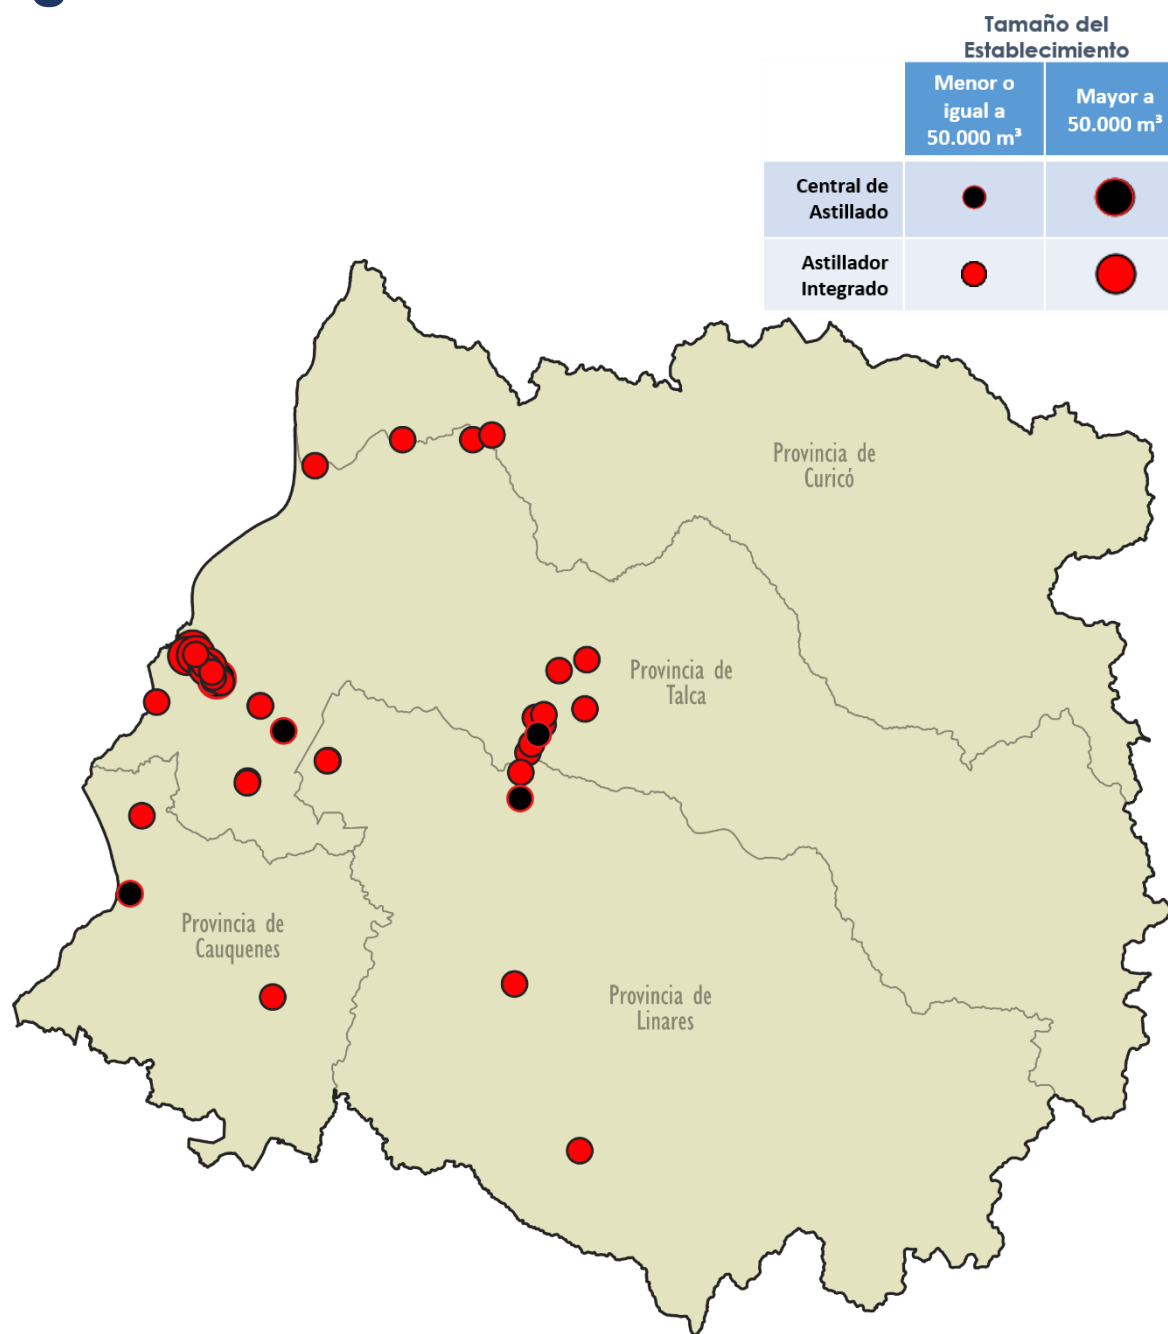 Tamaño del
Establecimiento
Menor o
igual a
50.000 m³
Mayor a
50.000 m³
Central de
Astillado
Astillador
Integrado
Provincia de
Curicó
Provincia de
Talca
Provincia de
Cauquenes
Provincia de
Linares